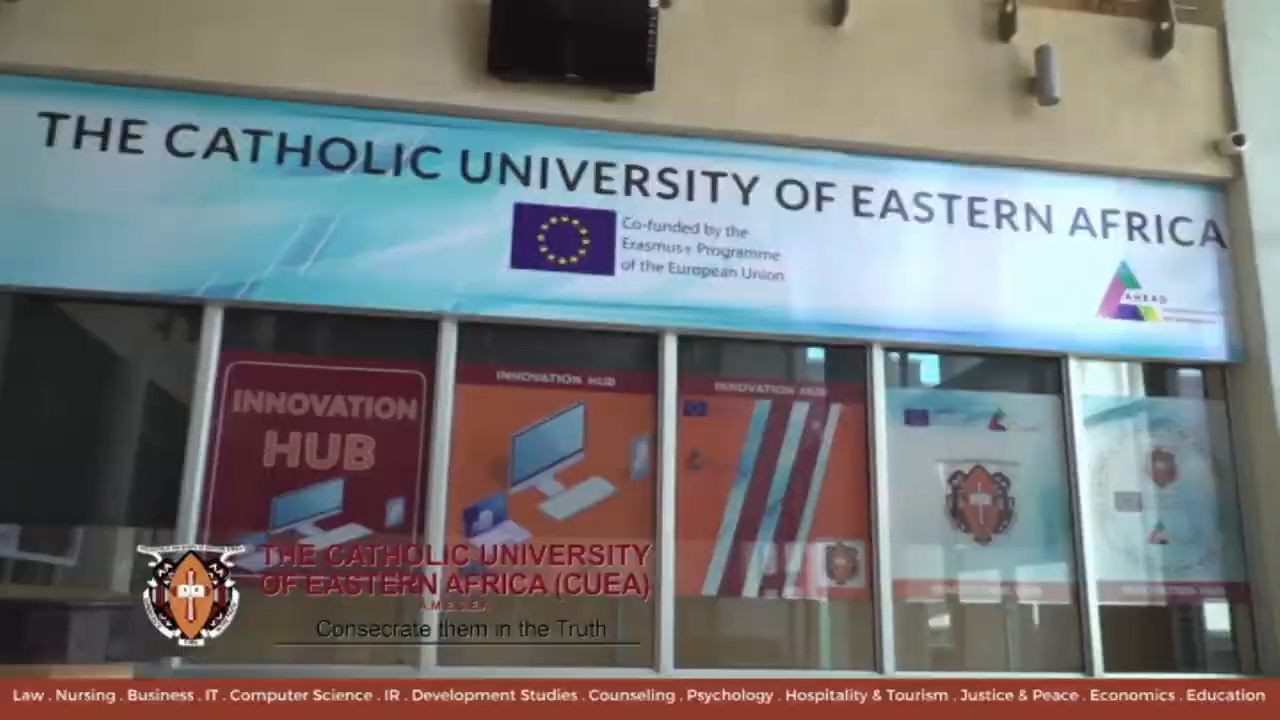 THE CATHOLIC UNIVERSITY OF EASTERN AFRICA
Co-funded by the
Erasmus+ Programme
of the European Union
AHEAD
INNOVATION
HUB
INNOVATION HUB
INNOVATION HUB
THE CATHOLIC UNIVERSITY
OF EASTERN AFRICA (CUEA)
A.M.E.C.E.A
Consecrate them in the Truth
Law . Nursing . Business . IT . Computer Science . IR . Development Studies . Counseling . Psychology . Hospitality & Tourism . Justice & Peace . Economics . Education